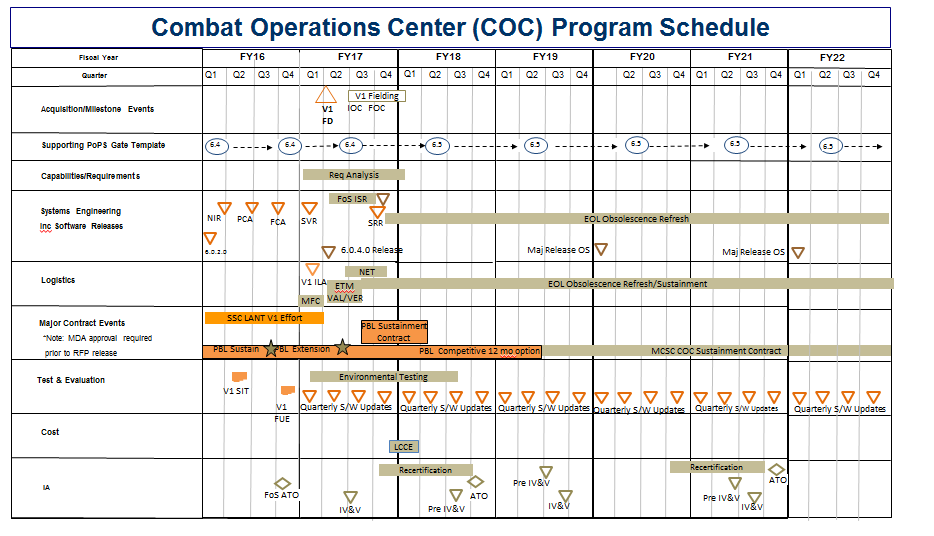 Combat Operations Center (COC) Program Schedule
Fiscal Year FY16 FY17 FY18 FY19 FY20 FY21 FY22
Quarter Q1 Q2 Q3 Q4 Q1 Q2 Q3 Q4 Q1 Q2 Q3 Q4 Q1 Q2 Q3 Q4 Q2 Q3 Q4 Q1 Q2 Q3 Q4 Q1 Q2 Q3 Q4
Acquisition/Milestone Events
V1 Fielding
V1 IOC FOC
FD
Supporting PoPS Gate Template 6.4 6.4 6.4 6.5 6.5 6.5 6.5 6.5
Capabilities/Requirements Req Analysis
FoS ISR
Systems Engineering
Inc Software Releases
NIR PCA FCA SVR SRR EOL Obsolescence Refresh
6.0.2.0 6.0.4.0 Release Maj Release OS Maj Release OS
NET
Logistics V1 ILA ETM EOL Obsolescence Refresh/Sustainment
MFC VAL/VER
Major Contract Events SSC LANT V1 Effort
*Note: MDA approval required
prior to RFP release
PBL Sustainment
Contract
PBL Sustain PBL Extension PBL Competitive 12 mo option MCSC COC Sustainment Contract
Test & Evaluation Environmental Testing
V1 SIT
V1
FUE
Quarterly S/W Updates Quarterly S/W Updates Quarterly S/W Updates Quarterly S/W Updates Quarterly S/W Updates Quarterly S/W Updates
Cost
LCCE
Recertification Recertification
IA
FoS ATO IV&V Pre IV&V ATO Pre IV&V IV&V Pre IV&V IV&V ATO